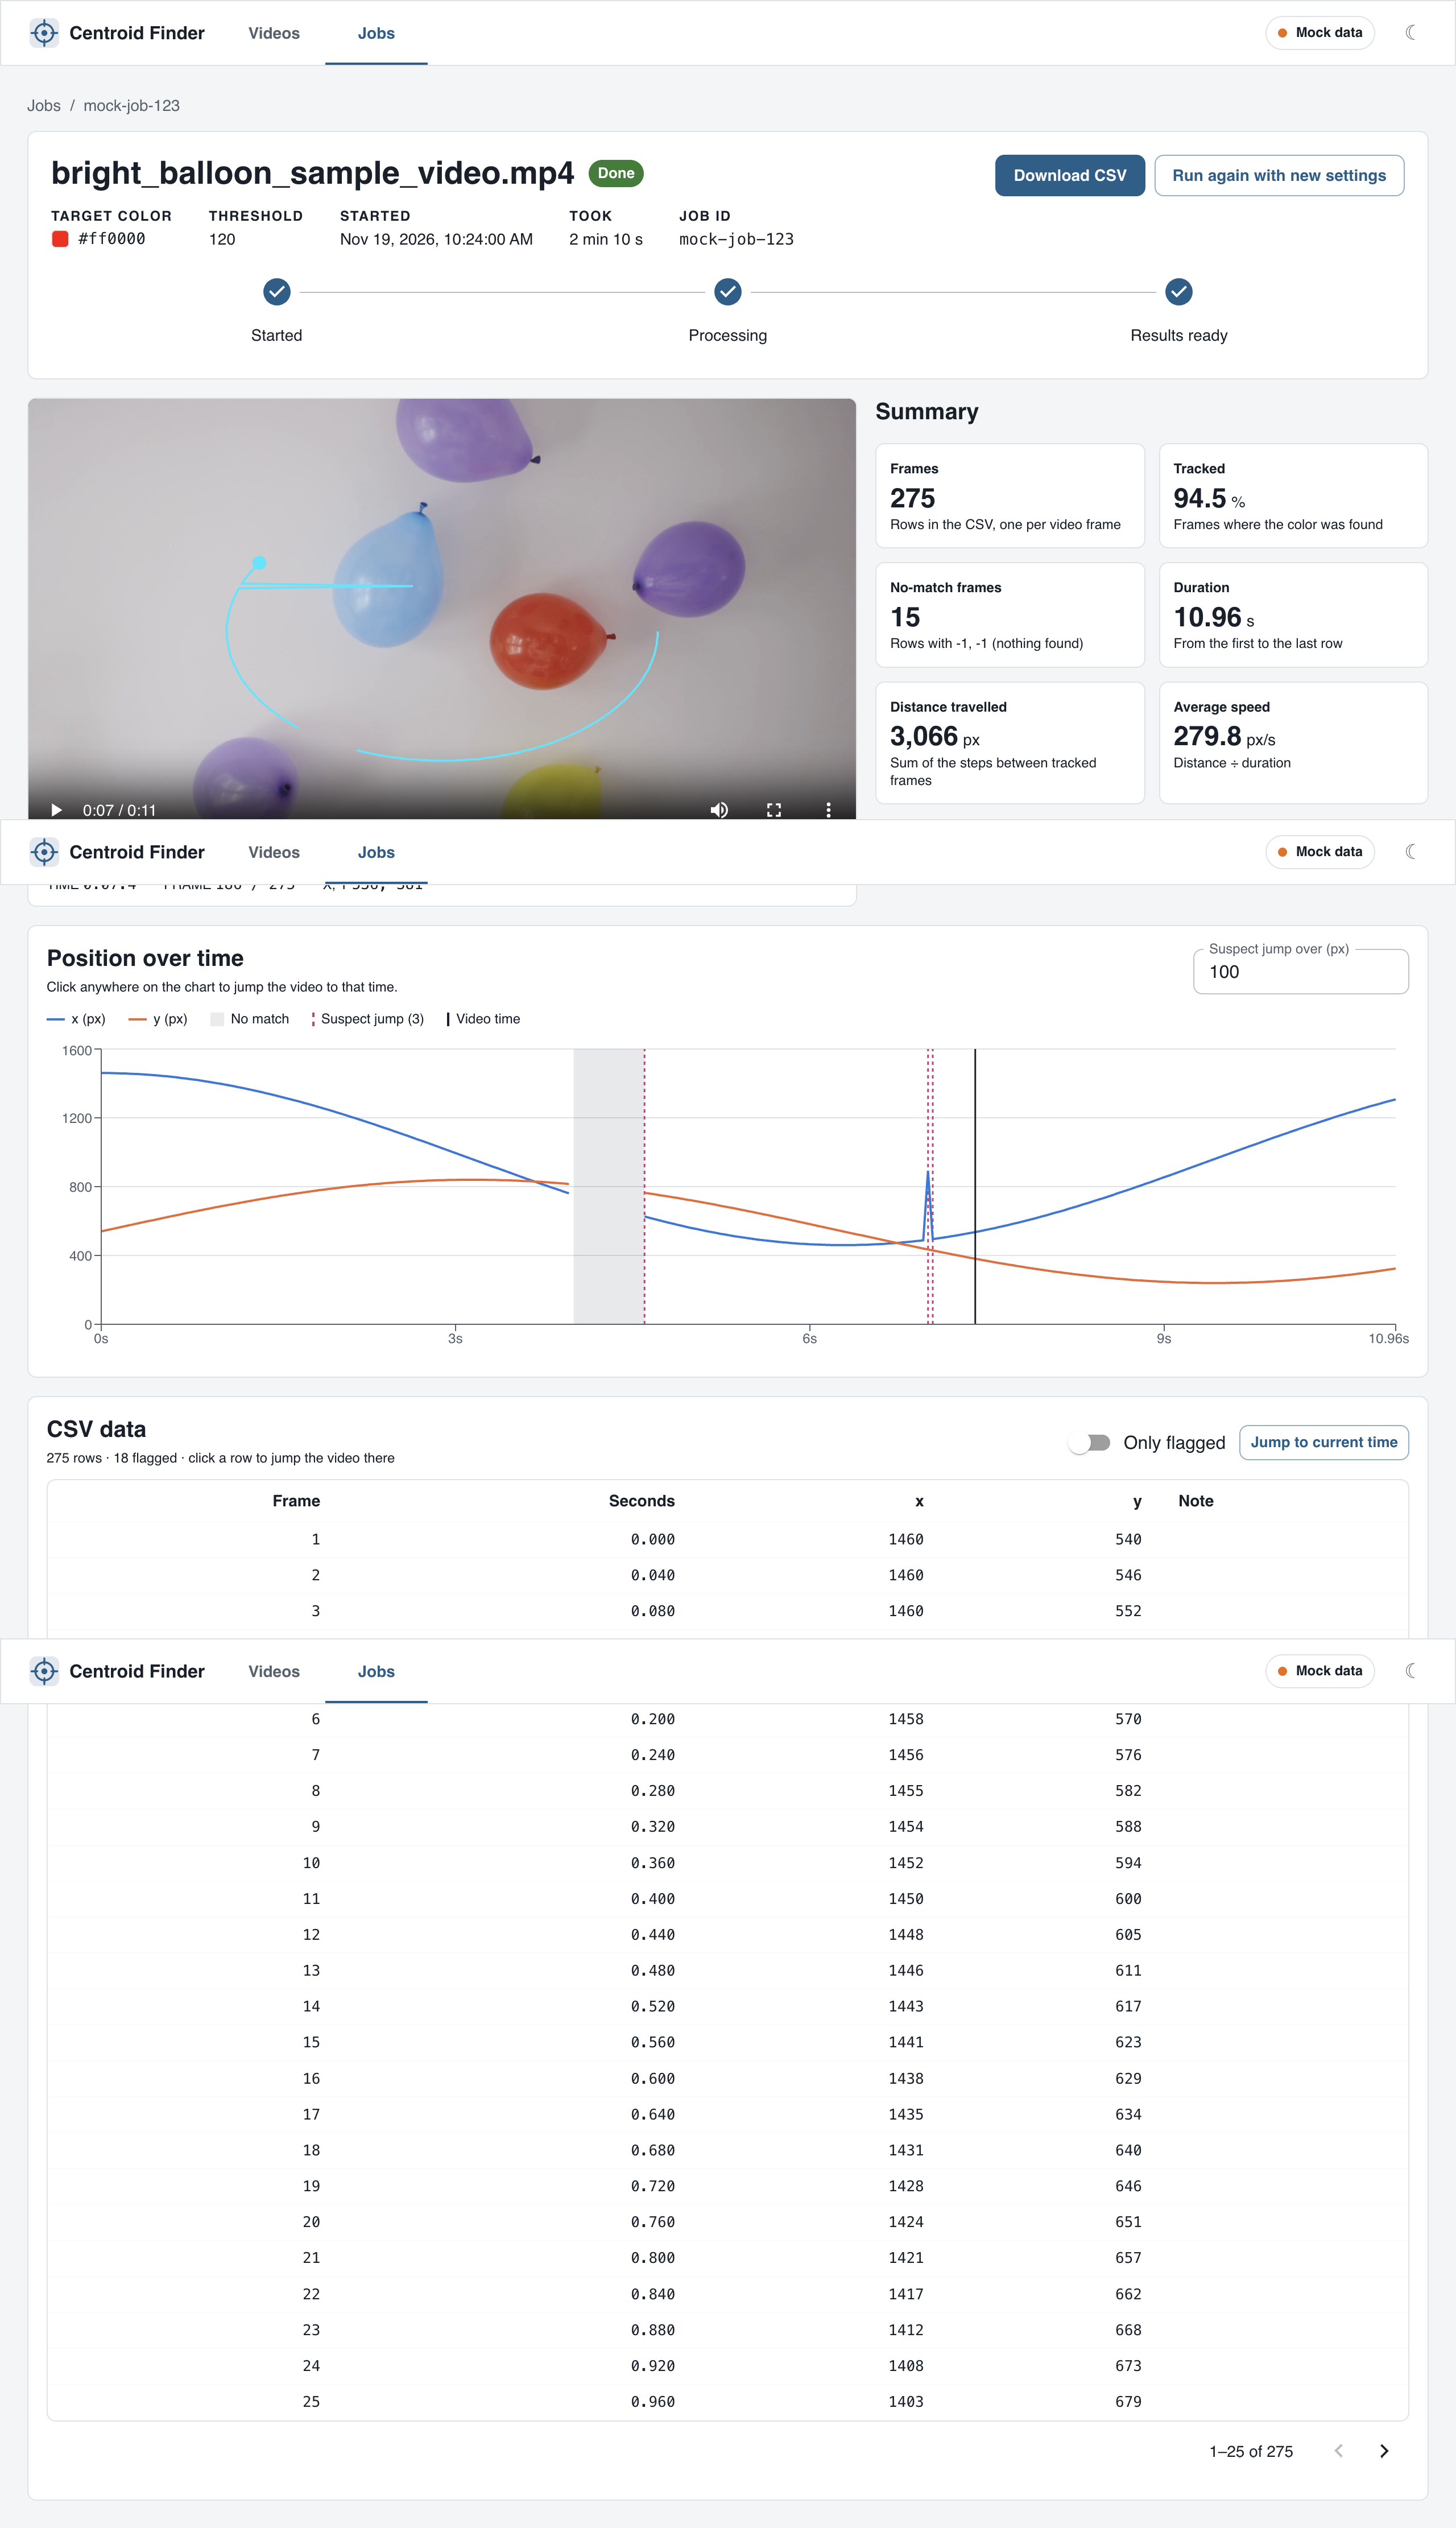 Centroid Finder Videos Jobs Mock data
Jobs / mock-job-123
bright_balloon_sample_video.mp4 Done Download CSV Run again with new settings
TARGET COLOR THRESHOLD STARTED TOOK JOB ID
#ff0000 120 Nov 19, 2026, 10:24:00 AM 2 min 10 s mock-job-123
Started Processing Results ready
Summary
Frames Tracked
275 94.5 %
Rows in the CSV, one per video frame Frames where the color was found
No-match frames Duration
15 10.96 s
Rows with -1, -1 (nothing found) From the first to the last row
Distance travelled Average speed
3,066 px 279.8 px/s
Sum of the steps between tracked Distance ÷ duration
frames
0:07 / 0:11
Centroid Finder Videos Jobs Mock data
Position over time
Suspect jump over (px)
100
Click anywhere on the chart to jump the video to that time.
x (px) y (px) No match Suspect jump (3) Video time
1600
1200
800
400
0
0s 3s 6s 9s 10.96s
CSV data
275 rows · 18 flagged · click a row to jump the video there
Only flagged Jump to current time
Frame Seconds x y Note
1 0.000 1460 540
2 0.040 1460 546
3 0.080 1460 552
Centroid Finder Videos Jobs Mock data
6 0.200 1458 570
7 0.240 1456 576
8 0.280 1455 582
9 0.320 1454 588
10 0.360 1452 594
11 0.400 1450 600
12 0.440 1448 605
13 0.480 1446 611
14 0.520 1443 617
15 0.560 1441 623
16 0.600 1438 629
17 0.640 1435 634
18 0.680 1431 640
19 0.720 1428 646
20 0.760 1424 651
21 0.800 1421 657
22 0.840 1417 662
23 0.880 1412 668
24 0.920 1408 673
25 0.960 1403 679
1–25 of 275